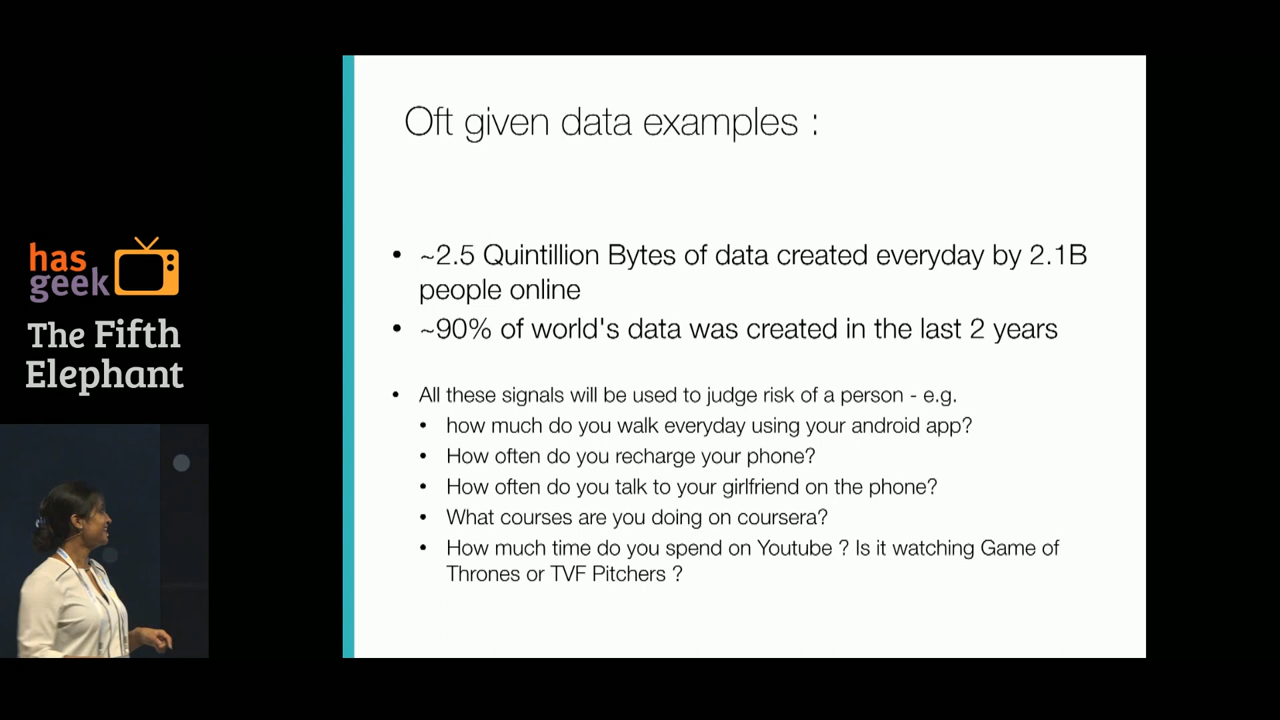 Oft given data examples :
• ~2.5 Quintillion Bytes of data created everyday by 2.1B
people online
• ~90% of world's data was created in the last 2 years
• All these signals will be used to judge risk of a person - e.g.
• how much do you walk everyday using your android app?
• How often do you recharge your phone?
• How often do you talk to your girlfriend on the phone?
• What courses are you doing on coursera?
• How much time do you spend on Youtube ? Is it watching Game of
Thrones or TVF Pitchers ?
has
geek
The Fifth
Elephant